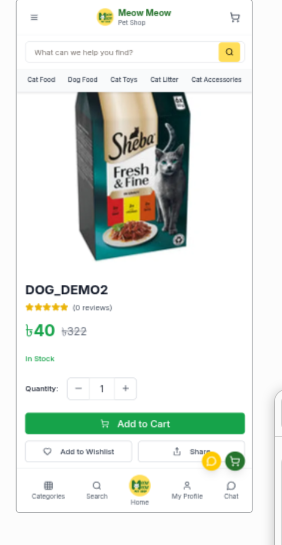 Meow Meow
Pet Shop
What can we help you find?
Cat Food Dog Food Cat Toys Cat Litter Cat Accessories
Sheba
Fresh
& Fine
DOG_DEMO2
(0 reviews)
৳40 ৳322
In Stock
Quantity: − 1 +
Add to Cart
Add to Wishlist Share
Categories Search Home My Profile Chat